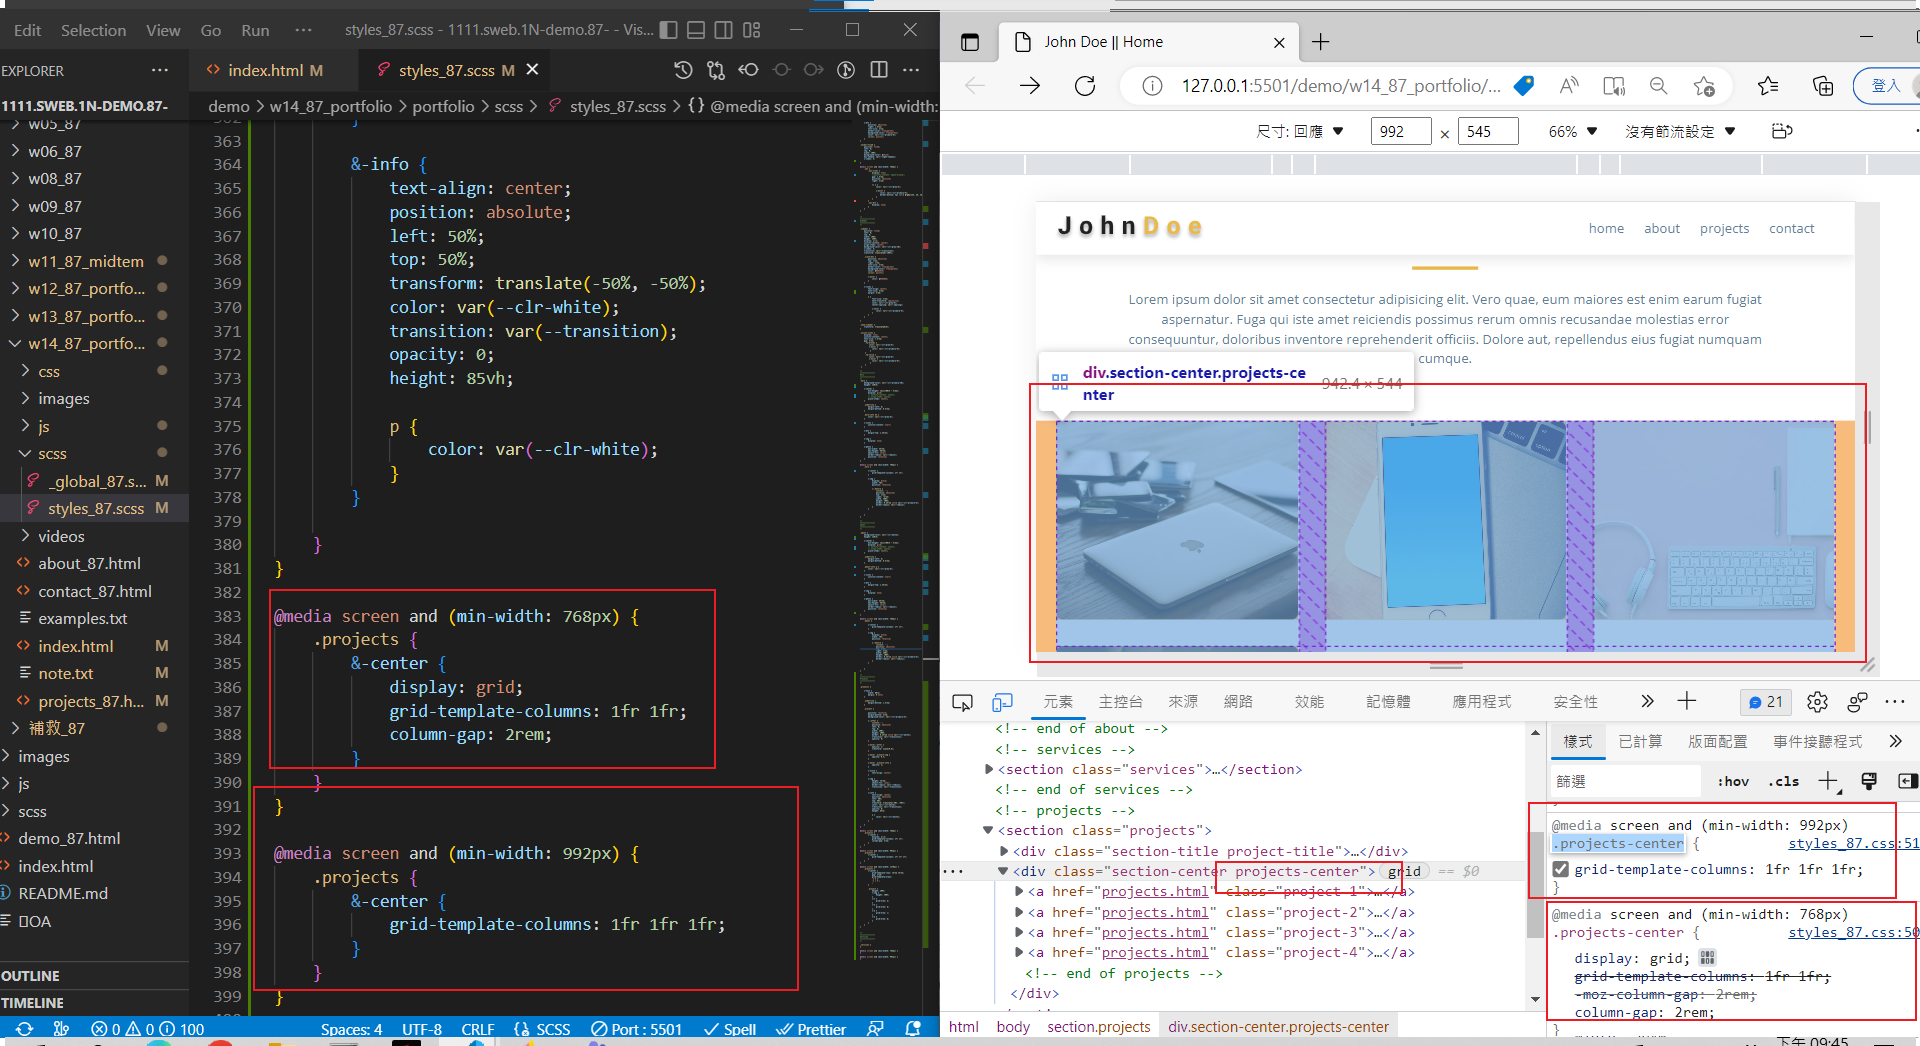 Edit Selection View Go Run ··· styles_87.scss - 1111.sweb.1N-demo.87- - Vis...
EXPLORER ···
index.html M
styles_87.scss M
demo > w14_87_portfolio > portfolio > scss > styles_87.scss > {} @media screen and (min-width:
1111.SWEB.1N-DEMO.87-
w05_87
w06_87
w08_87
w09_87
w10_87
w11_87_midtem
w12_87_portfo...
w13_87_portfo...
w14_87_portfo...
css
images
js
scss
_global_87.s... M
styles_87.scss M
videos
about_87.html
contact_87.html
examples.txt
index.html M
note.txt M
projects_87.h... M
補救_87
images
js
scss
demo_87.html
index.html
README.md
OUTLINE
TIMELINE
362 }
363
364 &-info {
365 text-align: center;
366 position: absolute;
367 left: 50%;
368 top: 50%;
369 transform: translate(-50%, -50%);
370 color: var(--clr-white);
371 transition: var(--transition);
372 opacity: 0;
373 height: 85vh;
374
375 p {
376 color: var(--clr-white);
377 }
378 }
379
380 }
381 }
382
383 @media screen and (min-width: 768px) {
384 .projects {
385 &-center {
386 display: grid;
387 grid-template-columns: 1fr 1fr;
388 column-gap: 2rem;
389 }
390 }
391 }
392
393 @media screen and (min-width: 992px) {
394 .projects {
395 &-center {
396 grid-template-columns: 1fr 1fr 1fr;
397 }
398 }
399 }
0 0 100 Spaces: 4 UTF-8 CRLF {} SCSS Port : 5501 Spell Prettier
John Doe || Home
127.0.0.1:5501/demo/w14_87_portfolio/...
登入
尺寸: 回應 ▼ 992 × 545 66% ▼ 沒有節流設定 ▼
JohnDoe
home about projects contact
Lorem ipsum dolor sit amet consectetur adipisicing elit. Vero quae, eum maiores est enim earum fugiat
aspernatur. Fuga qui iste amet reiciendis possimus rerum omnis recusandae molestias error
consequuntur, doloribus inventore reprehenderit officiis. Dolore aut, repellendus eius fugiat numquam
cumque.
div.section-center.projects-ce
nter
942.4 × 544
元素 主控台 來源 網路 效能 記憶體 應用程式 安全性 21
<!-- end of about -->
<!-- services -->
<section class="services">…</section>
<!-- end of services -->
<!-- projects -->
<section class="projects">
<div class="section-title project-title">…</div>
<div class="section-center projects-center"> grid == $0
<a href="projects.html" class="project-1">…</a>
<a href="projects.html" class="project-2">…</a>
<a href="projects.html" class="project-3">…</a>
<a href="projects.html" class="project-4">…</a>
<!-- end of projects -->
</div>
html body section.projects div.section-center.projects-center
樣式 已計算 版面配置 事件接聽程式
篩選 :hov .cls
}
@media screen and (min-width: 992px)
.projects-center { styles_87.css:51
grid-template-columns: 1fr 1fr 1fr;
}
@media screen and (min-width: 768px)
.projects-center { styles_87.css:50
display: grid;
grid-template-columns: 1fr 1fr;
-moz-column-gap: 2rem;
column-gap: 2rem;
}
下午 09:45